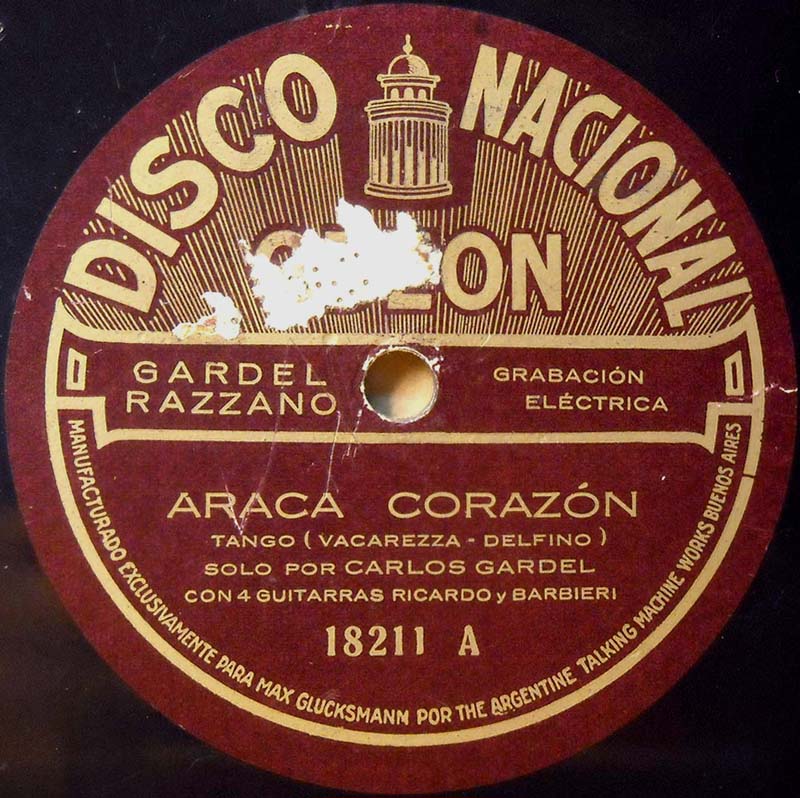 DISCO NACIONAL
ODEON
GARDEL
RAZZANO
GRABACIÓN
ELÉCTRICA
ARACA CORAZÓN
TANGO ( VACAREZZA - DELFINO )
SOLO POR CARLOS GARDEL
CON 4 GUITARRAS RICARDO y BARBIERI
18211 A
MANUFACTURADO EXCLUSIVAMENTE PARA MAX GLUCKSMANN POR THE ARGENTINE TALKING MACHINE WORKS BUENOS AIRES